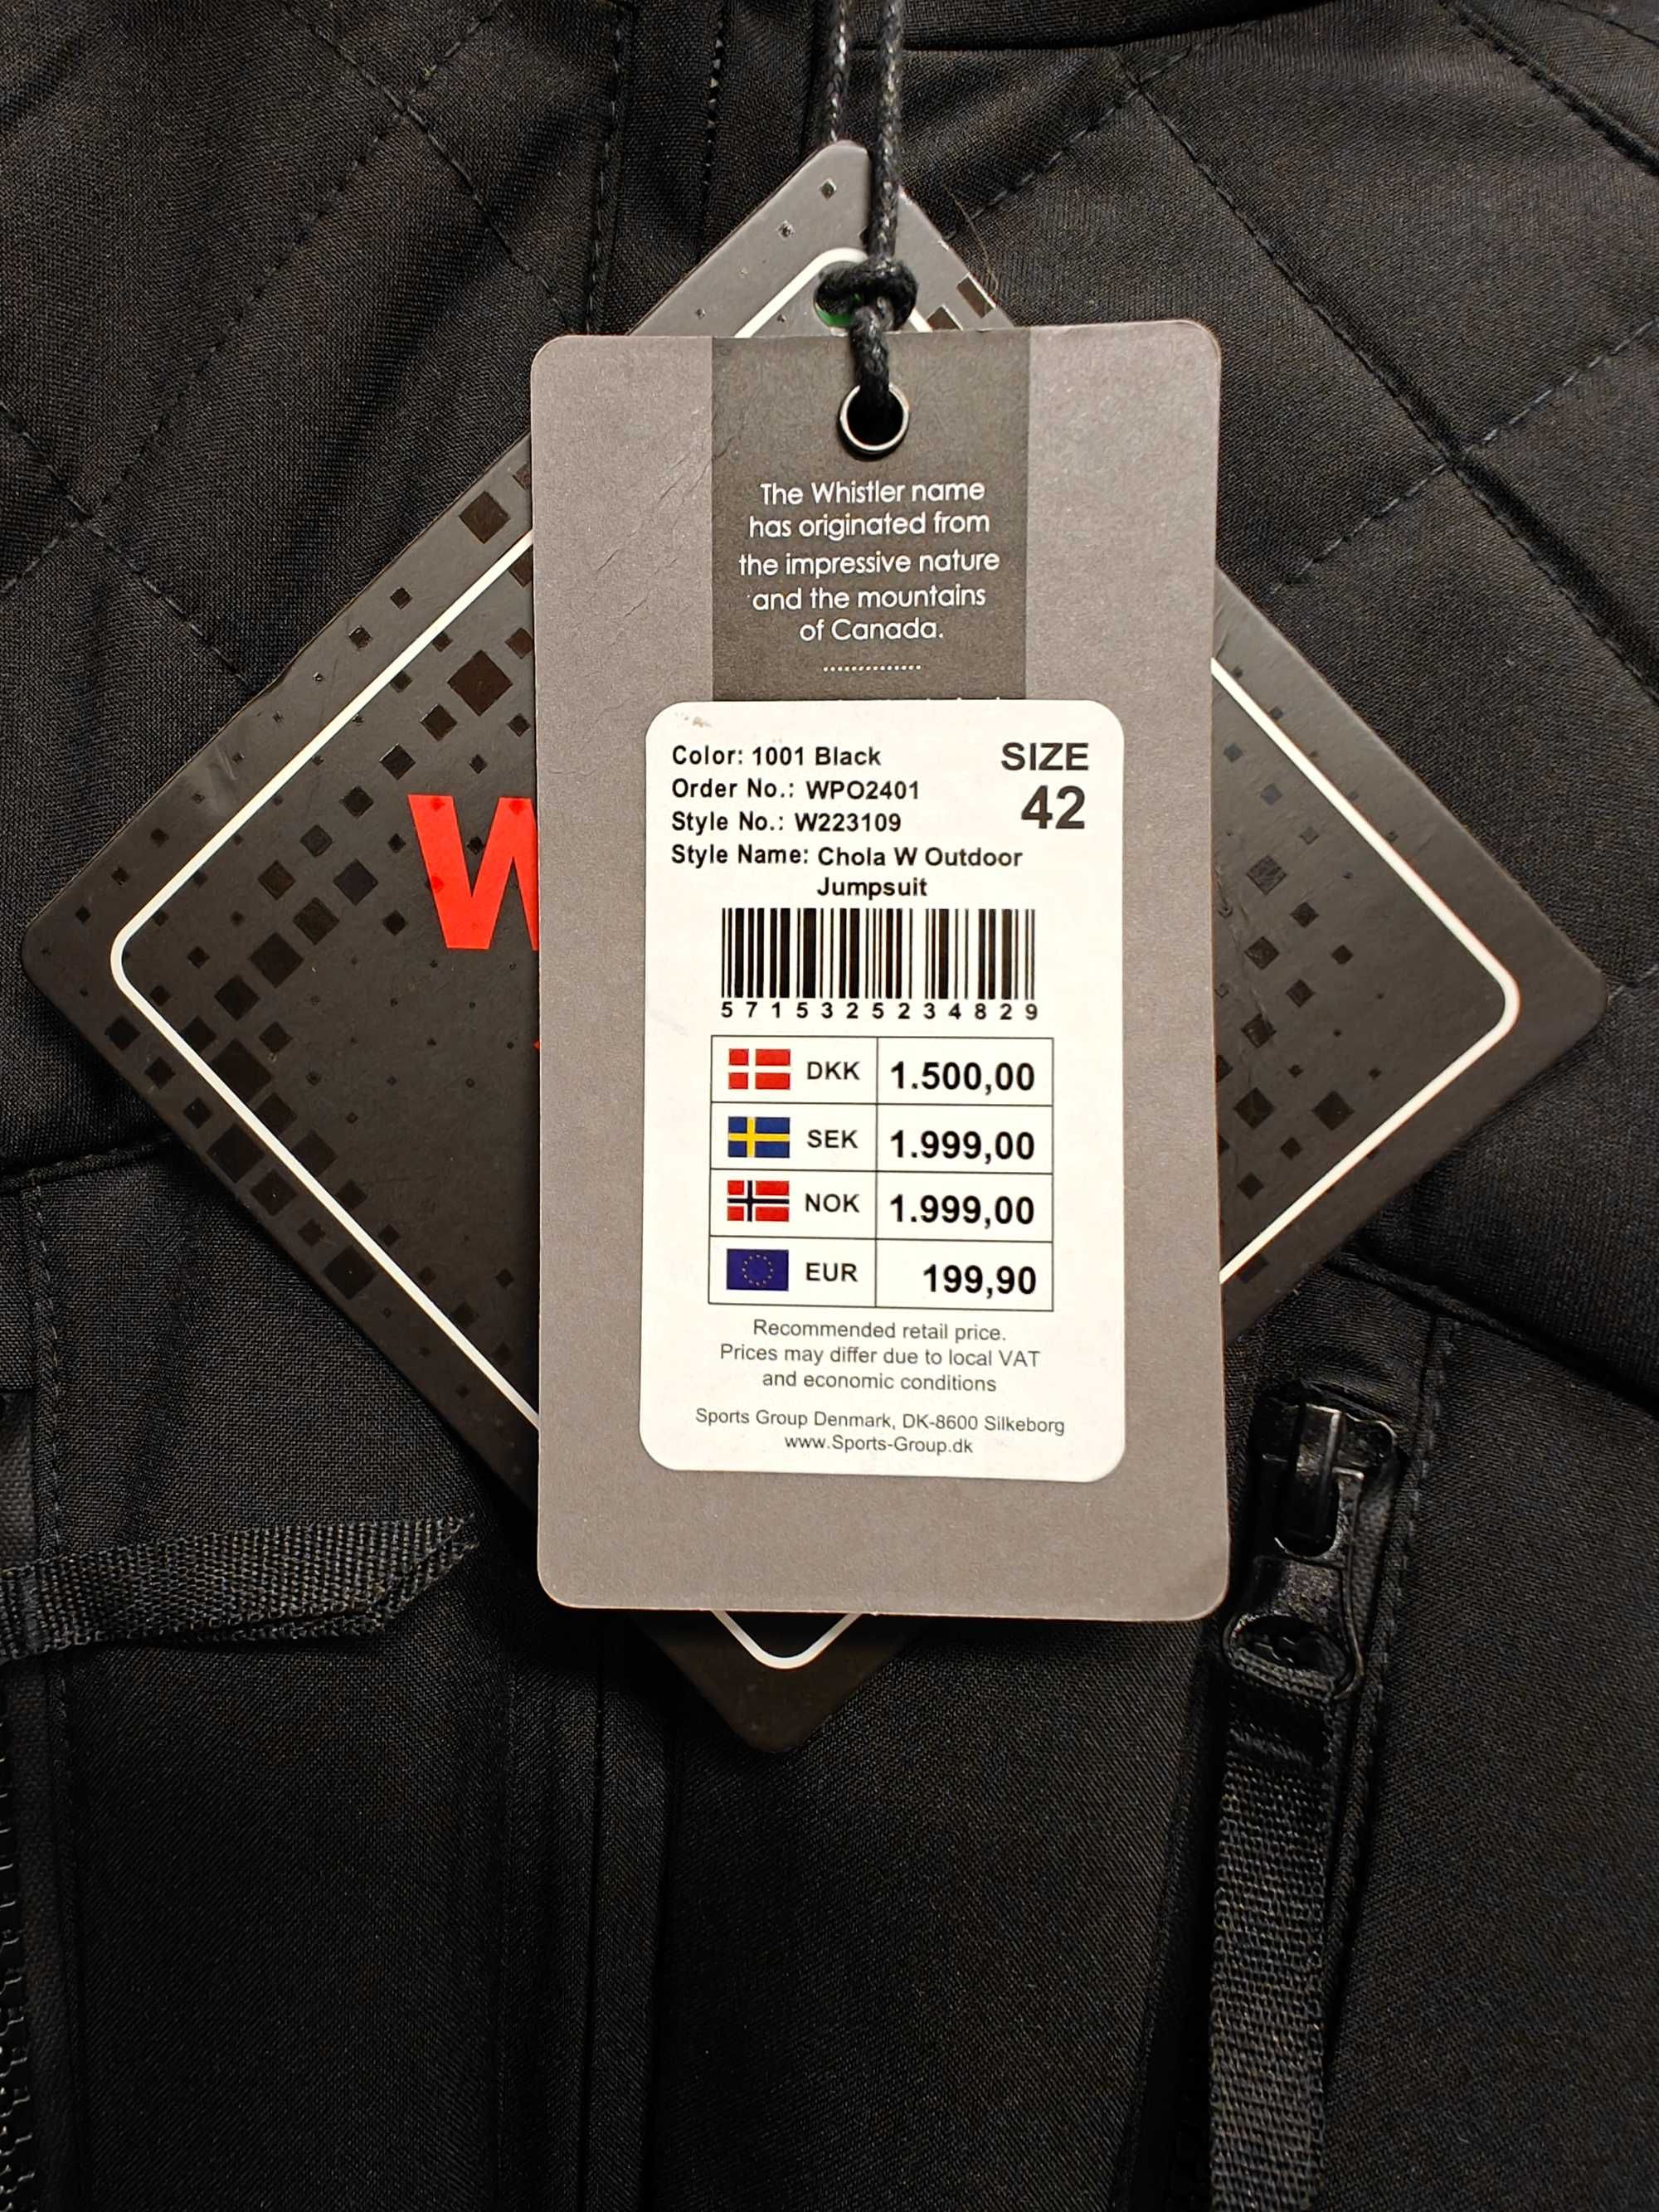 The Whistler name
has originated from
the impressive nature
and the mountains
of Canada.
Color: 1001 Black
Order No.: WPO2401
Style No.: W223109
Style Name: Chola W Outdoor
Jumpsuit
SIZE
42
5715325234829
DKK 1.500,00
SEK 1.999,00
NOK 1.999,00
EUR 199,90
Recommended retail price.
Prices may differ due to local VAT
and economic conditions
Sports Group Denmark, DK-8600 Silkeborg
www.Sports-Group.dk
W